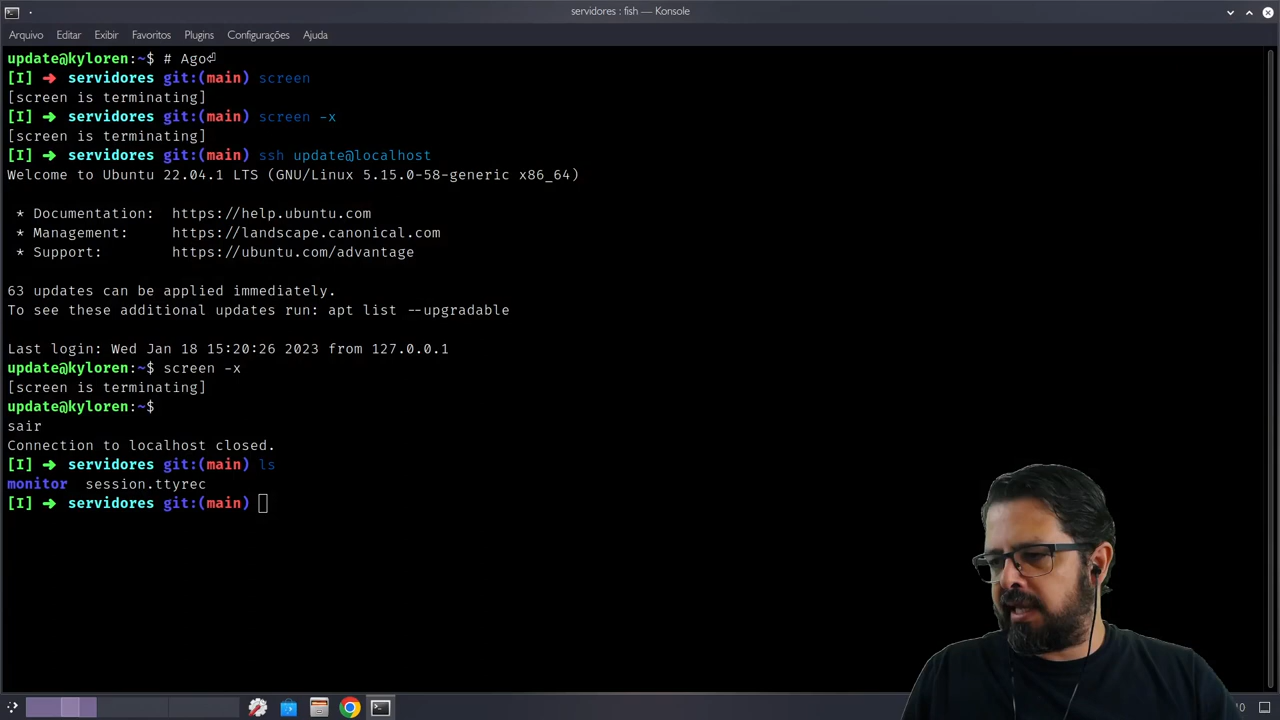 servidores : fish — Konsole
Arquivo Editar Exibir Favoritos Plugins Configurações Ajuda
update@kyloren:~$ # Ago⏎
[I] ➜ servidores git:(main) screen
[screen is terminating]
[I] ➜ servidores git:(main) screen -x
[screen is terminating]
[I] ➜ servidores git:(main) ssh update@localhost
Welcome to Ubuntu 22.04.1 LTS (GNU/Linux 5.15.0-58-generic x86_64)
* Documentation: https://help.ubuntu.com
* Management: https://landscape.canonical.com
* Support: https://ubuntu.com/advantage
63 updates can be applied immediately.
To see these additional updates run: apt list --upgradable
Last login: Wed Jan 18 15:20:26 2023 from 127.0.0.1
update@kyloren:~$ screen -x
[screen is terminating]
update@kyloren:~$
sair
Connection to localhost closed.
[I] ➜ servidores git:(main) ls
monitor session.ttyrec
[I] ➜ servidores git:(main)